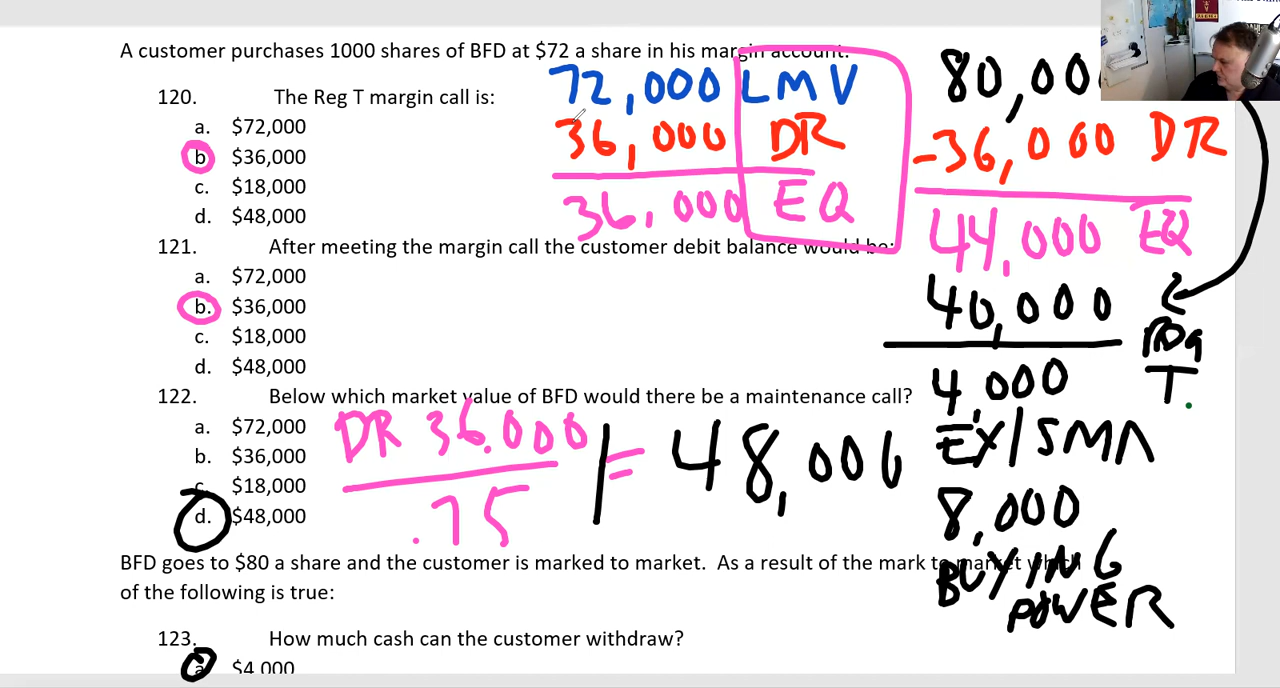 A customer purchases 1000 shares of BFD at $72 a share in his margin account.
120. The Reg T margin call is:
a. $72,000
b $36,000
c. $18,000
d. $48,000
121. After meeting the margin call the customer debit balance would be:
a. $72,000
b. $36,000
c. $18,000
d. $48,000
122. Below which market value of BFD would there be a maintenance call?
a. $72,000
b. $36,000
c. $18,000
d. $48,000
BFD goes to $80 a share and the customer is marked to market. As a result of the mark to market which
of the following is true:
123. How much cash can the customer withdraw?
a $4,000
72,000 LMV
36,000 DR
36,000 EQ
DR 36,000
.75
= 48,000
80,00
-36,000 DR
44,000 EQ
40,000 Reg
T.
4,000
EX/SMA
8,000
BUYING
POWER